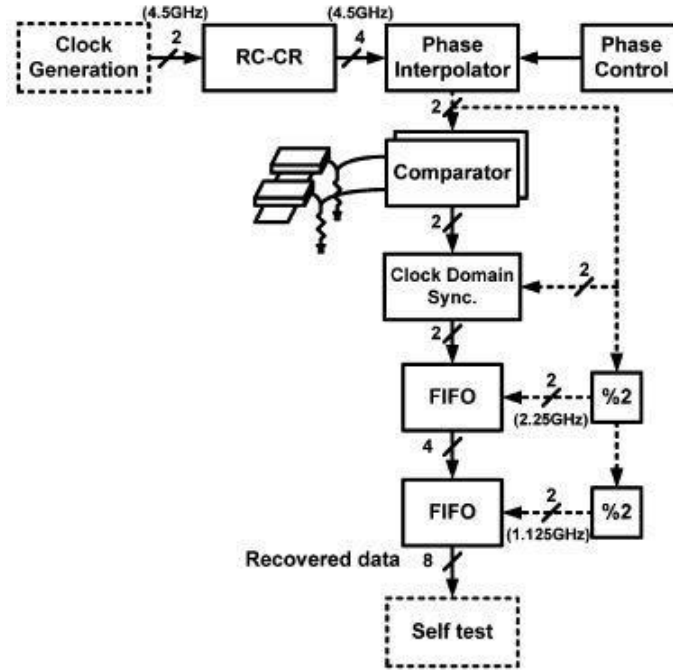 (4.5GHz)
(4.5GHz)
Clock
Generation
2
RC-CR
4
Phase
Interpolator
Phase
Control
2
Comparator
2
Clock Domain
Sync.
2
2
FIFO
2
(2.25GHz)
%2
4
FIFO
2
(1.125GHz)
%2
Recovered data
8
Self test